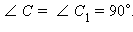 ∠ C = ∠ C₁ = 90°.